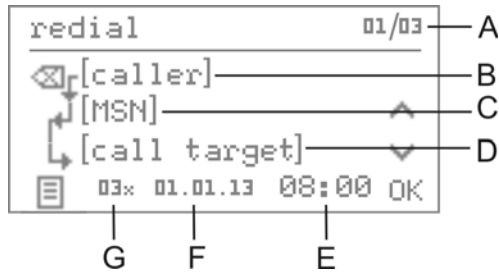 redial 01/03 A
[caller] B
[MSN] C
[call target] D
03x 01.01.13 08:00 OK
G F E